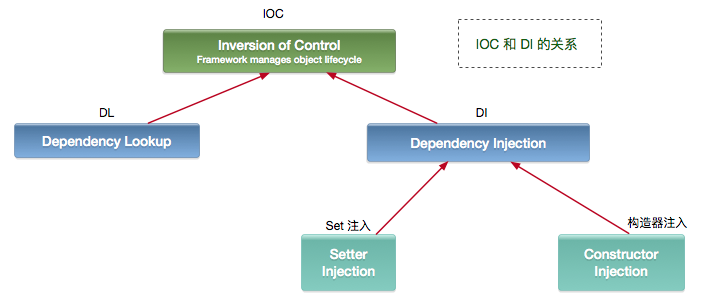 IOC
Inversion of Control
Framework manages object lifecycle
IOC 和 DI 的关系
DL
DI
Dependency Lookup
Dependency Injection
Set 注入
构造器注入
Setter
Injection
Constructor
Injection